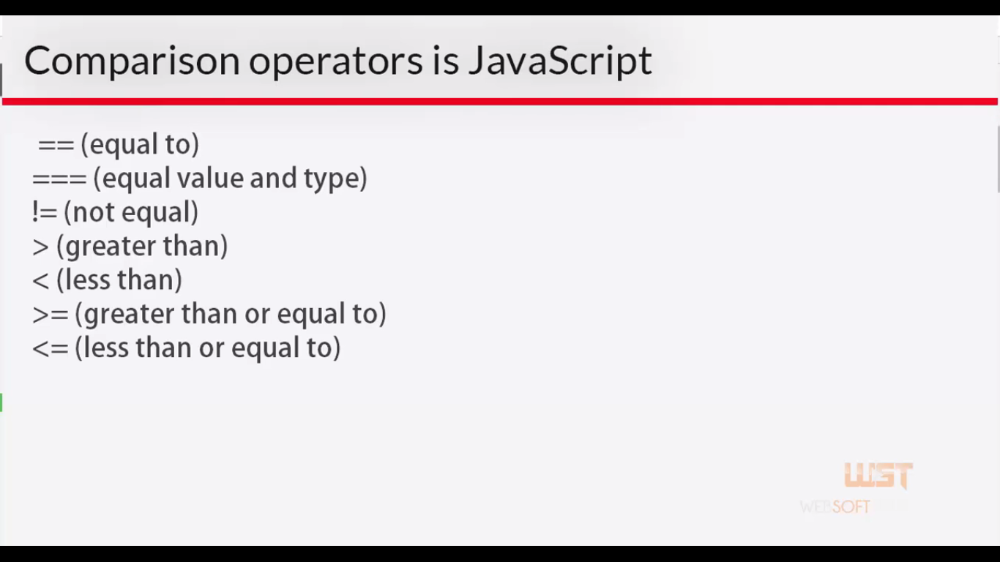 Comparison operators is JavaScript
== (equal to)
=== (equal value and type)
!= (not equal)
> (greater than)
< (less than)
>= (greater than or equal to)
<= (less than or equal to)
WST
WEBSOFT